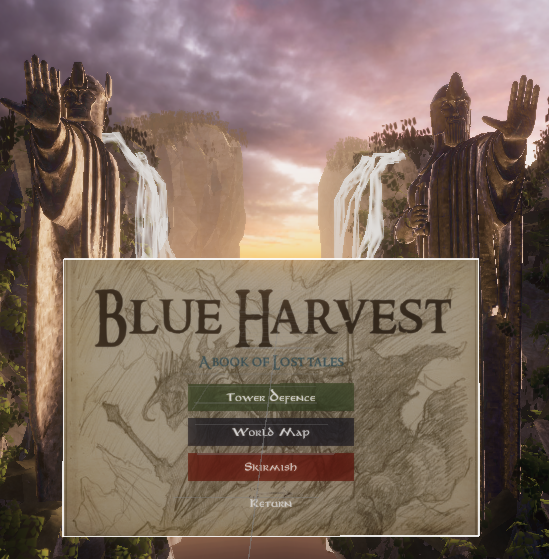 Blue Harvest
A Book of Lost Tales
Tower Defence
World Map
Skirmish
Return